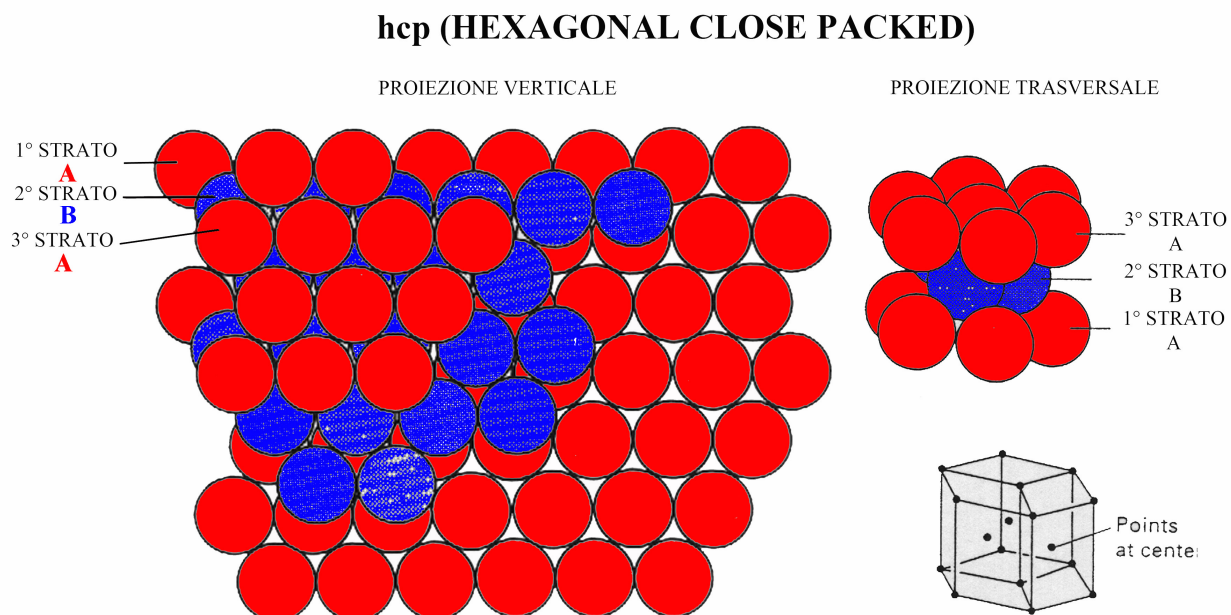 hcp (HEXAGONAL CLOSE PACKED)
PROIEZIONE VERTICALE
PROIEZIONE TRASVERSALE
1° STRATO
A
2° STRATO
B
3° STRATO
A
3° STRATO
A
2° STRATO
B
1° STRATO
A
Points
at cente